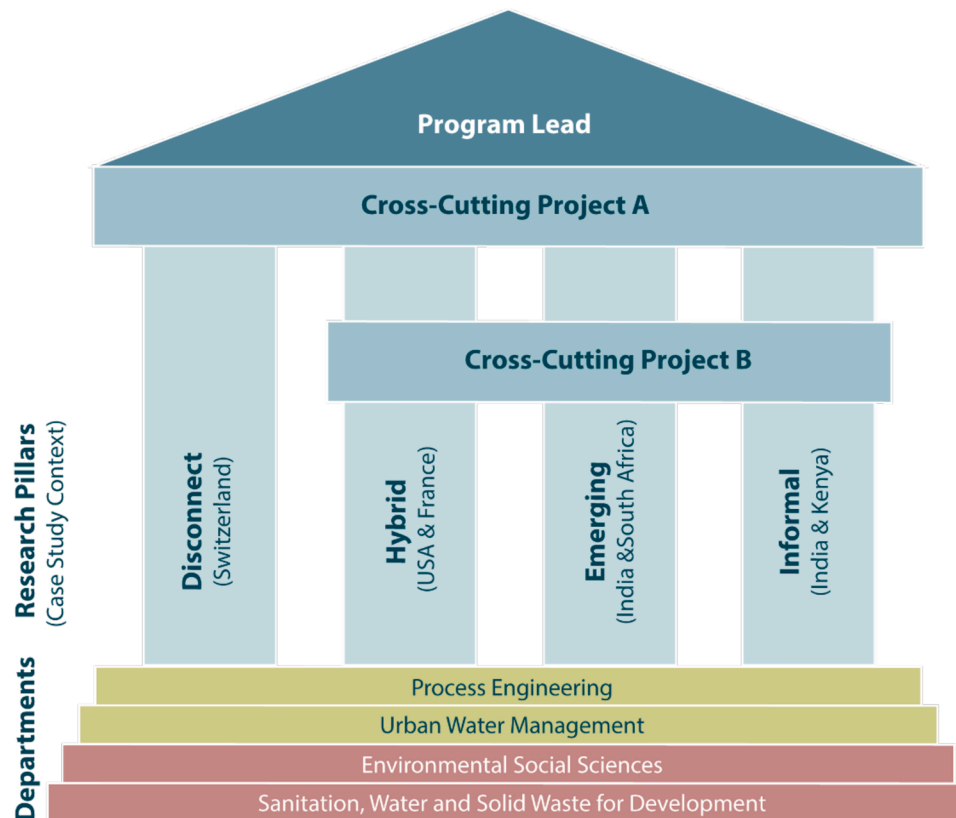 Program Lead
Cross-Cutting Project A
Cross-Cutting Project B
Research Pillars
(Case Study Context)
Disconnect
(Switzerland)
Hybrid
(USA & France)
Emerging
(India &South Africa)
Informal
(India & Kenya)
Departments
Process Engineering
Urban Water Management
Environmental Social Sciences
Sanitation, Water and Solid Waste for Development